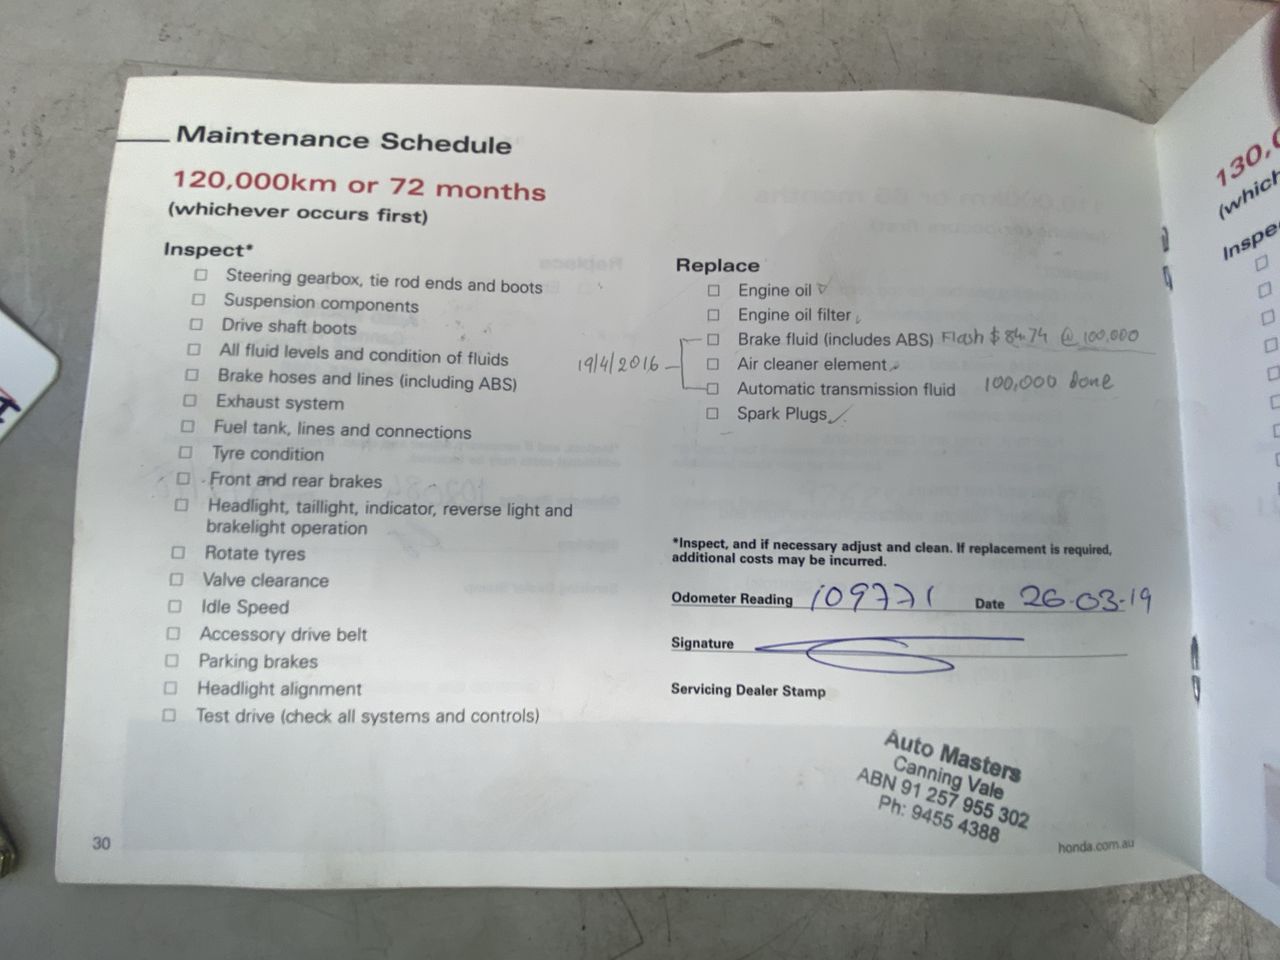 Maintenance Schedule
120,000km or 72 months
(whichever occurs first)
Inspect*
Steering gearbox, tie rod ends and boots
Suspension components
Drive shaft boots
All fluid levels and condition of fluids
Brake hoses and lines (including ABS)
Exhaust system
Fuel tank, lines and connections
Tyre condition
Front and rear brakes
Headlight, taillight, indicator, reverse light and
brakelight operation
Rotate tyres
Valve clearance
Idle Speed
Accessory drive belt
Parking brakes
Headlight alignment
Test drive (check all systems and controls)
30
Replace
Engine oil
Engine oil filter
Brake fluid (includes ABS) Flash $84.74 @ 100,000
19/4/2016
Air cleaner element
Automatic transmission fluid 100,000 done
Spark Plugs
*Inspect, and if necessary adjust and clean. If replacement is required,
additional costs may be incurred.
Odometer Reading 109771 Date 26-03-19
Signature
Servicing Dealer Stamp
Auto Masters
Canning Vale
ABN 91 257 955 302
Ph: 9455 4388
honda.com.au
130,0
(which
Inspe